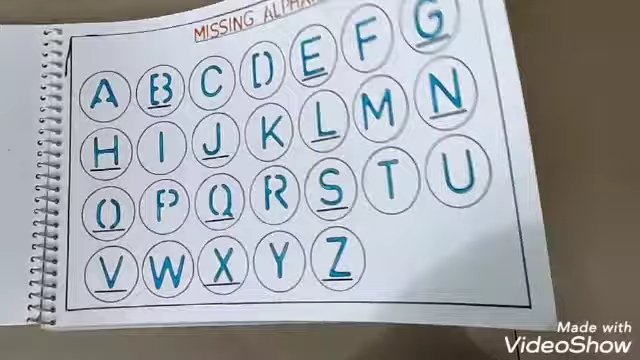 MISSING ALPHA
A B C D E F G
H I J K L M N
O P Q R S T U
V W X Y Z
Made with
VideoShow